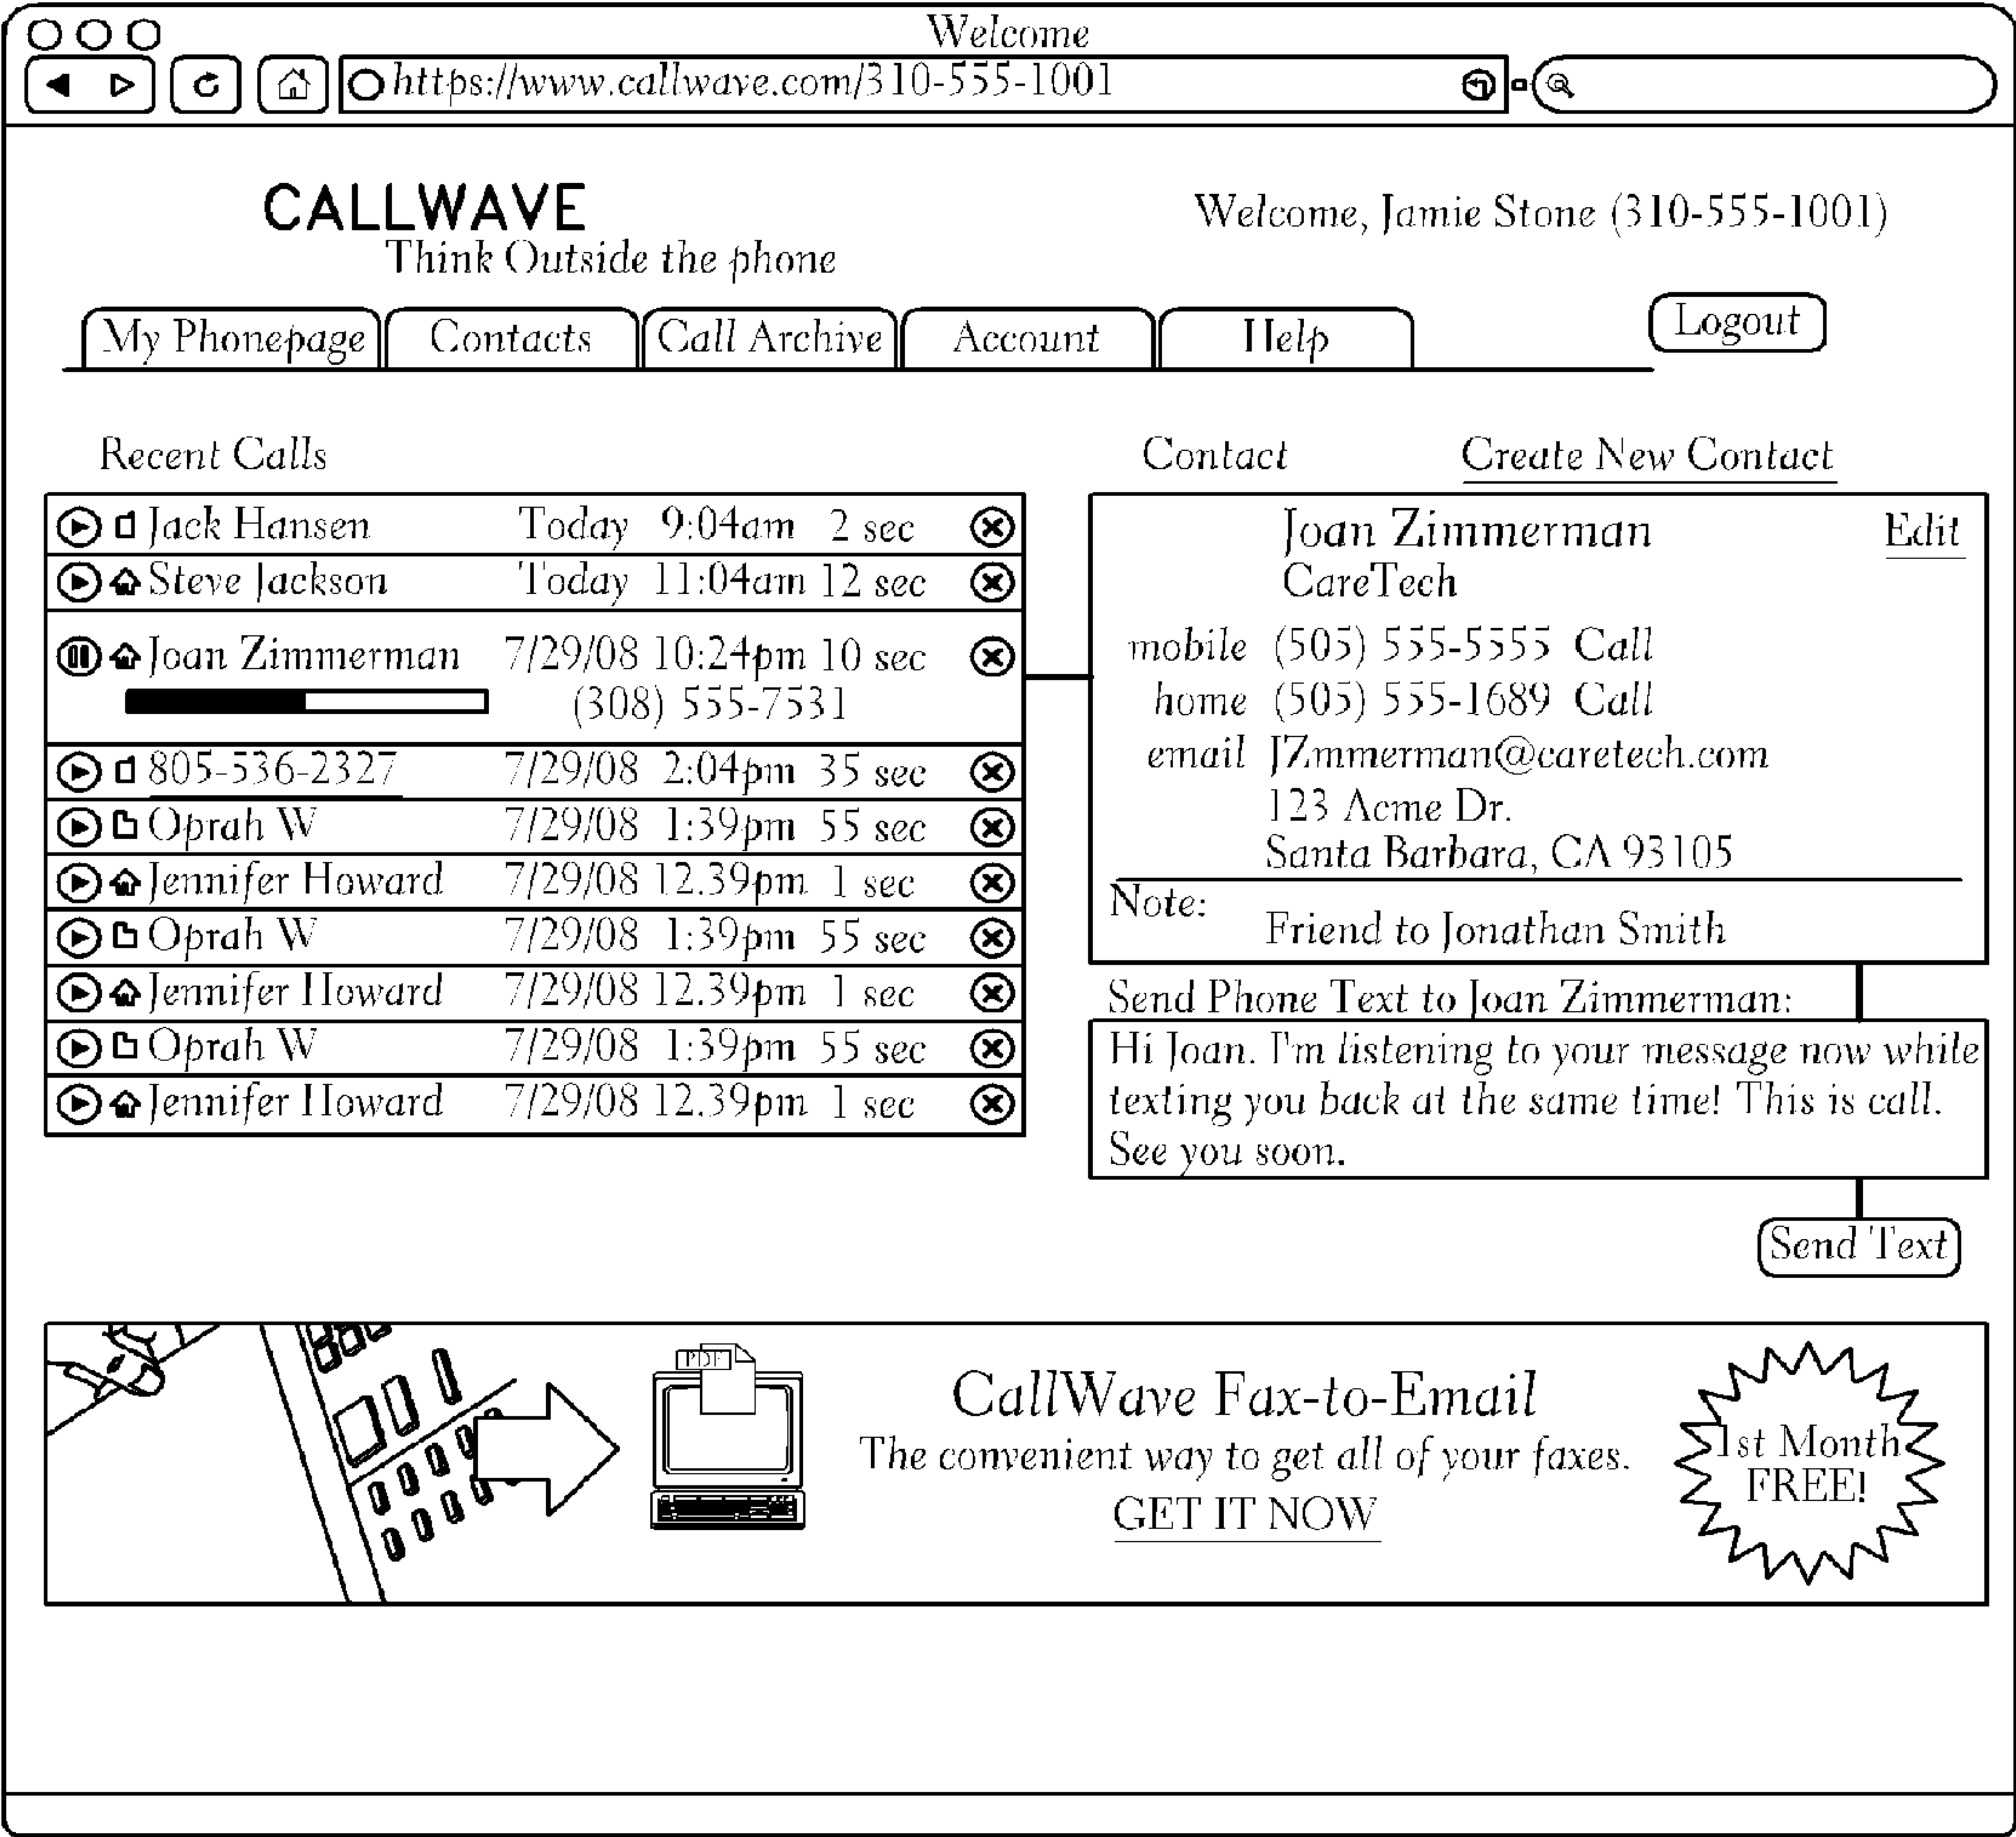 Welcome
https://www.callwave.com/310-555-1001
CALLWAVE
Think Outside the phone
Welcome, Jamie Stone (310-555-1001)
My Phonepage Contacts Call Archive Account Help Logout
Recent Calls
Jack Hansen Today 9:04am 2 sec
Steve Jackson Today 11:04am 12 sec
Joan Zimmerman 7/29/08 10:24pm 10 sec
(308) 555-7531
805-536-2327 7/29/08 2:04pm 35 sec
Oprah W 7/29/08 1:39pm 55 sec
Jennifer Howard 7/29/08 12.39pm 1 sec
Oprah W 7/29/08 1:39pm 55 sec
Jennifer Howard 7/29/08 12.39pm 1 sec
Oprah W 7/29/08 1:39pm 55 sec
Jennifer Howard 7/29/08 12.39pm 1 sec
Contact Create New Contact
Joan Zimmerman Edit
CareTech
mobile (505) 555-5555 Call
home (505) 555-1689 Call
email JZmmerman@caretech.com
123 Acme Dr.
Santa Barbara, CA 93105
Note:
Friend to Jonathan Smith
Send Phone Text to Joan Zimmerman:
Hi Joan. I'm listening to your message now while
texting you back at the same time! This is call.
See you soon.
Send Text
PDF
CallWave Fax-to-Email
The convenient way to get all of your faxes.
GET IT NOW
1st Month
FREE!